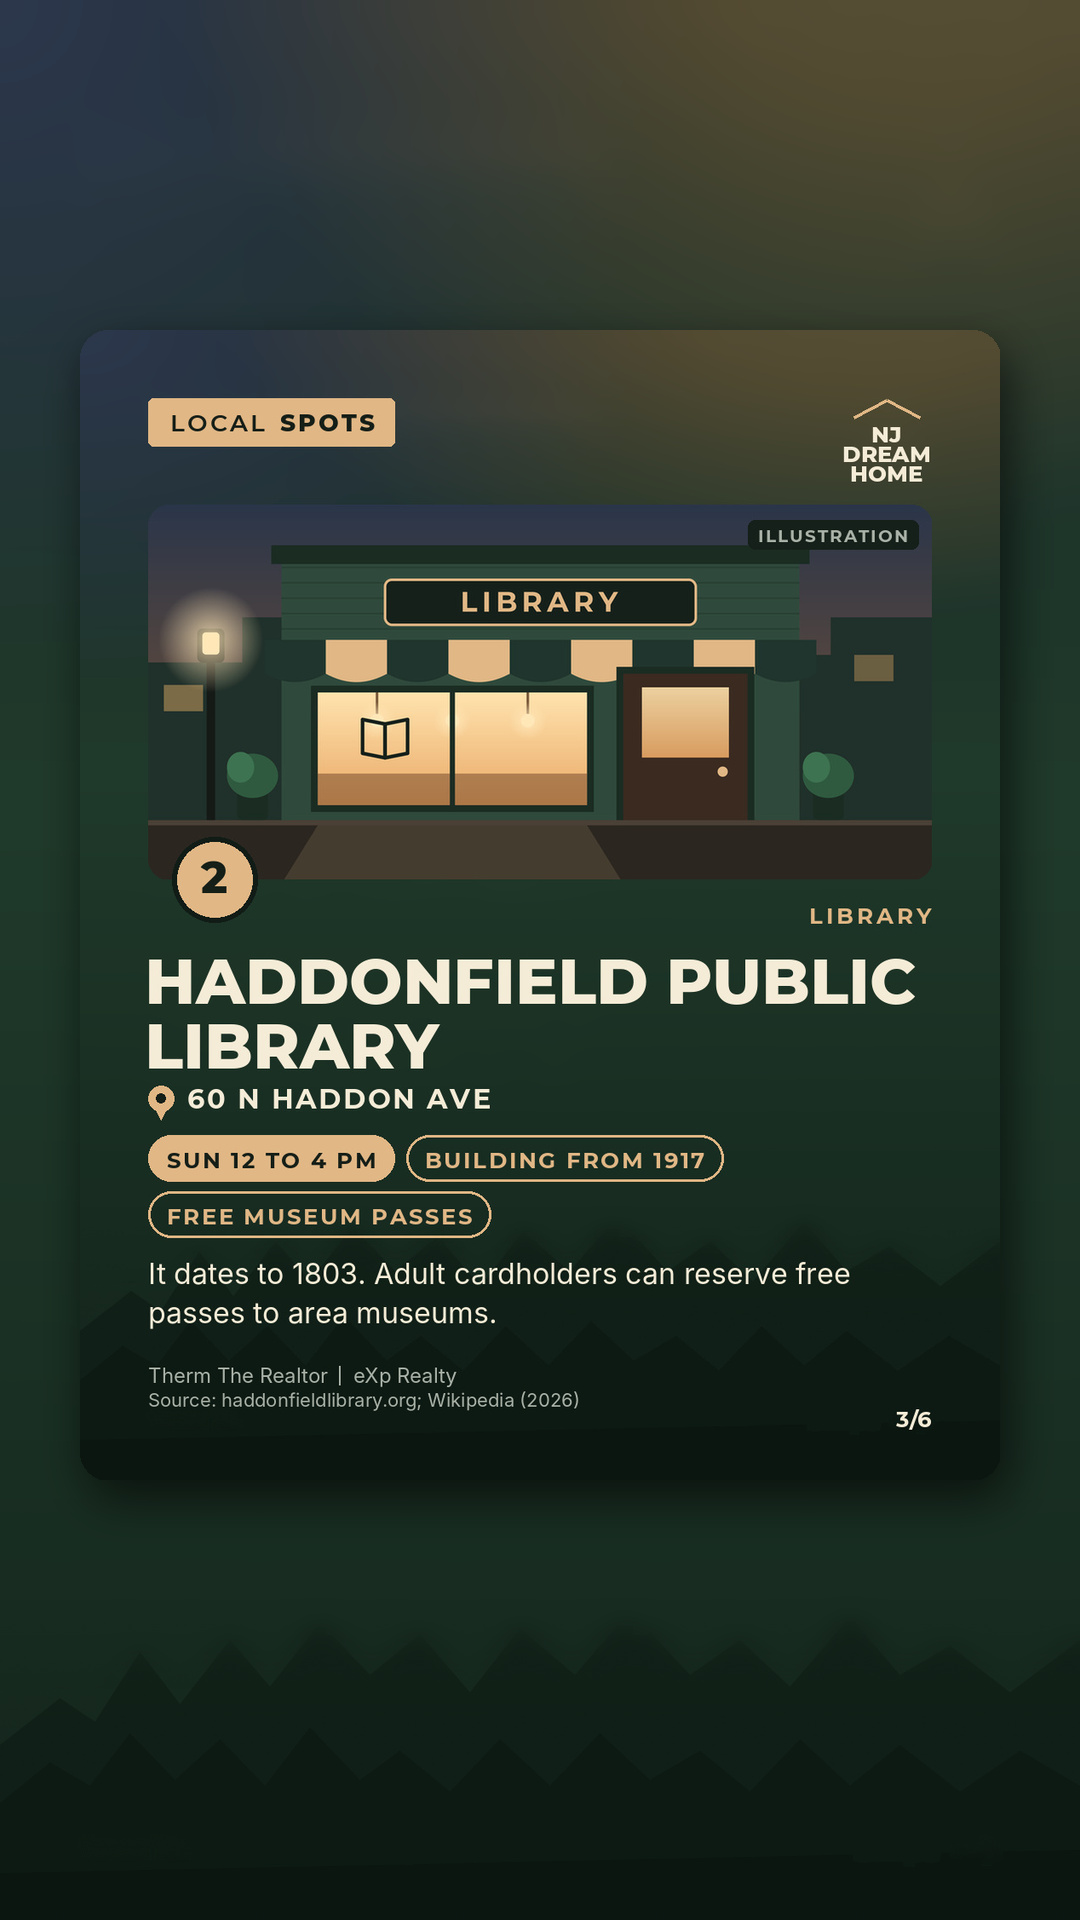 LOCAL SPOTS
NJ
DREAM
HOME
ILLUSTRATION
LIBRARY
2
LIBRARY
HADDONFIELD PUBLIC
LIBRARY
60 N HADDON AVE
SUN 12 TO 4 PM
BUILDING FROM 1917
FREE MUSEUM PASSES
It dates to 1803. Adult cardholders can reserve free
passes to area museums.
Therm The Realtor | eXp Realty
Source: haddonfieldlibrary.org; Wikipedia (2026)
3/6